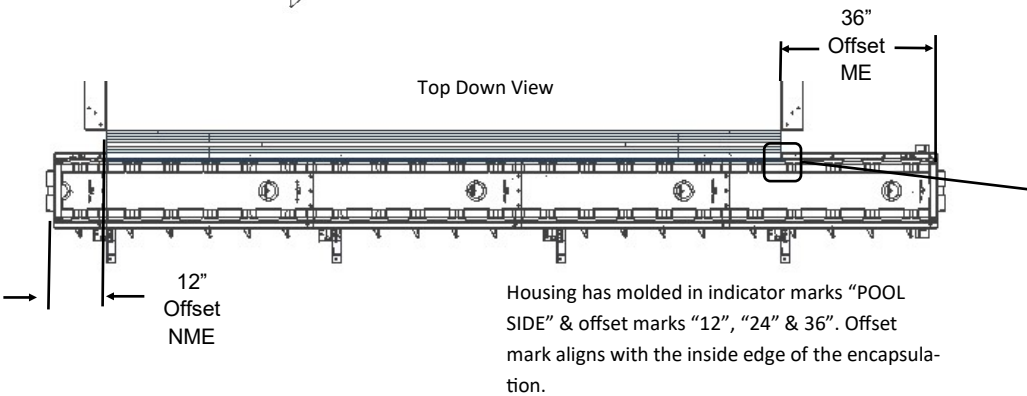 36”
Offset
ME
Top Down View
12”
Offset
NME
Housing has molded in indicator marks “POOL
SIDE” & offset marks “12”, “24” & 36”. Offset
mark aligns with the inside edge of the encapsula-
tion.